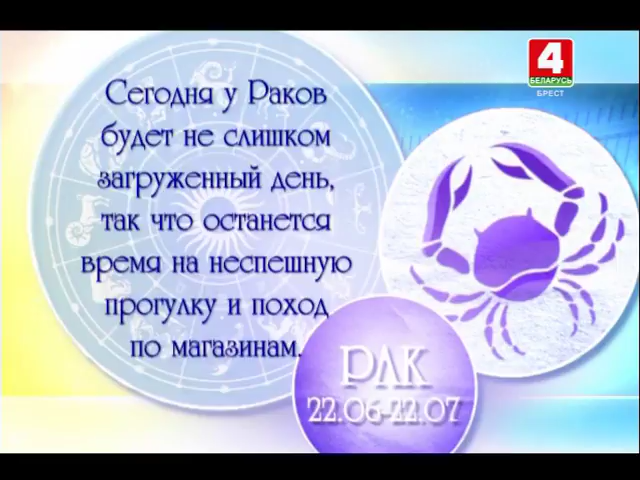 4
БЕЛАРУСЬ
БРЕСТ
Сегодня у Раков
будет не слишком
загруженный день,
так что останется
время на неспешную
прогулку и поход
по магазинам.
РАК
22.06-22.07